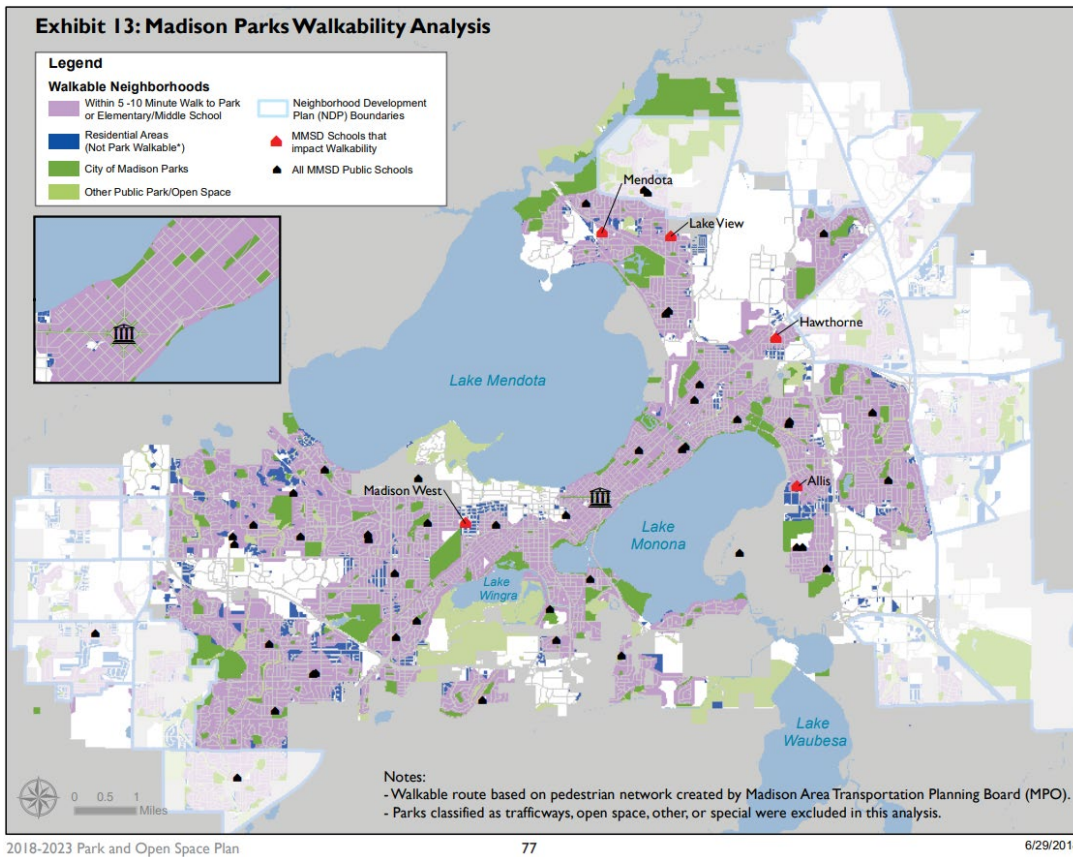 Exhibit 13: Madison Parks Walkability Analysis
Legend
Walkable Neighborhoods
Within 5 -10 Minute Walk to Park
or Elementary/Middle School
Residential Areas
(Not Park Walkable*)
City of Madison Parks
Other Public Park/Open Space
Neighborhood Development
Plan (NDP) Boundaries
MMSD Schools that
impact Walkability
All MMSD Public Schools
Mendota
Lake View
Hawthorne
Lake Mendota
Madison West
Allis
Lake
Monona
Lake
Wingra
Lake
Waubesa
0 0.5 1
Miles
Notes:
- Walkable route based on pedestrian network created by Madison Area Transportation Planning Board (MPO).
- Parks classified as trafficways, open space, other, or special were excluded in this analysis.
2018-2023 Park and Open Space Plan
77
6/29/2018